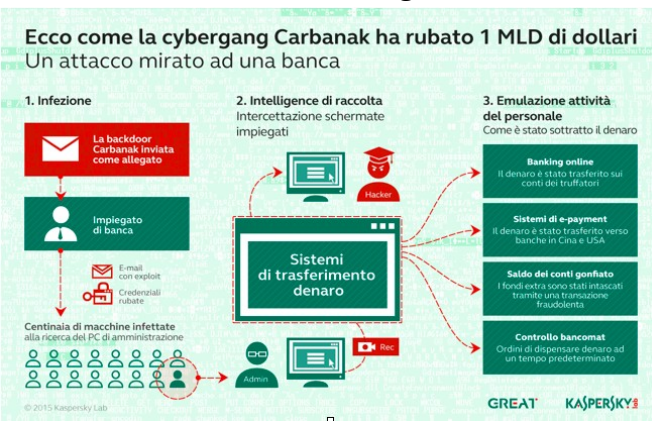 Ecco come la cybergang Carbanak ha rubato 1 MLD di dollari
Un attacco mirato ad una banca
1. Infezione
La backdoor
Carbanak inviata
come allegato
Impiegato
di banca
E-mail
con exploit
Credenziali
rubate
Centinaia di macchine infettate
alla ricerca del PC di amministrazione
2. Intelligence di raccolta
Intercettazione schermate
impiegati
Hacker
Sistemi
di trasferimento
denaro
Rec
Admin
3. Emulazione attività
del personale
Come è stato sottratto il denaro
Banking online
Il denaro è stato trasferito sui
conti dei truffatori
Sistemi di e-payment
Il denaro è stato trasferito verso
banche in Cina e USA
Saldo dei conti gonfiato
I fondi extra sono stati intascati
tramite una transazione
fraudolenta
Controllo bancomat
Ordini di dispensare denaro ad
un tempo predeterminato
© 2015 Kaspersky Lab
GREAT
KASPERSKY lab